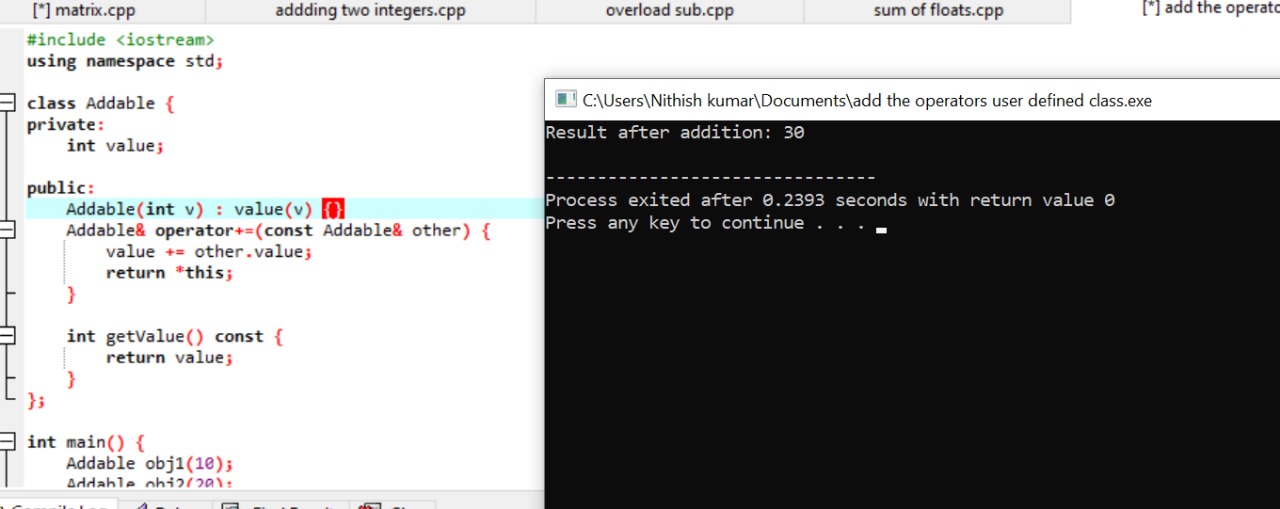 [*] matrix.cpp addding two integers.cpp overload sub.cpp sum of floats.cpp [*] add the operato
#include <iostream>
using namespace std;
class Addable {
private:
int value;
public:
Addable(int v) : value(v) {}
Addable& operator+=(const Addable& other) {
value += other.value;
return *this;
}
int getValue() const {
return value;
}
};
int main() {
Addable obj1(10);
Addable obj2(20);
C:\Users\Nithish kumar\Documents\add the operators user defined class.exe
Result after addition: 30
--------------------------------
Process exited after 0.2393 seconds with return value 0
Press any key to continue . . .